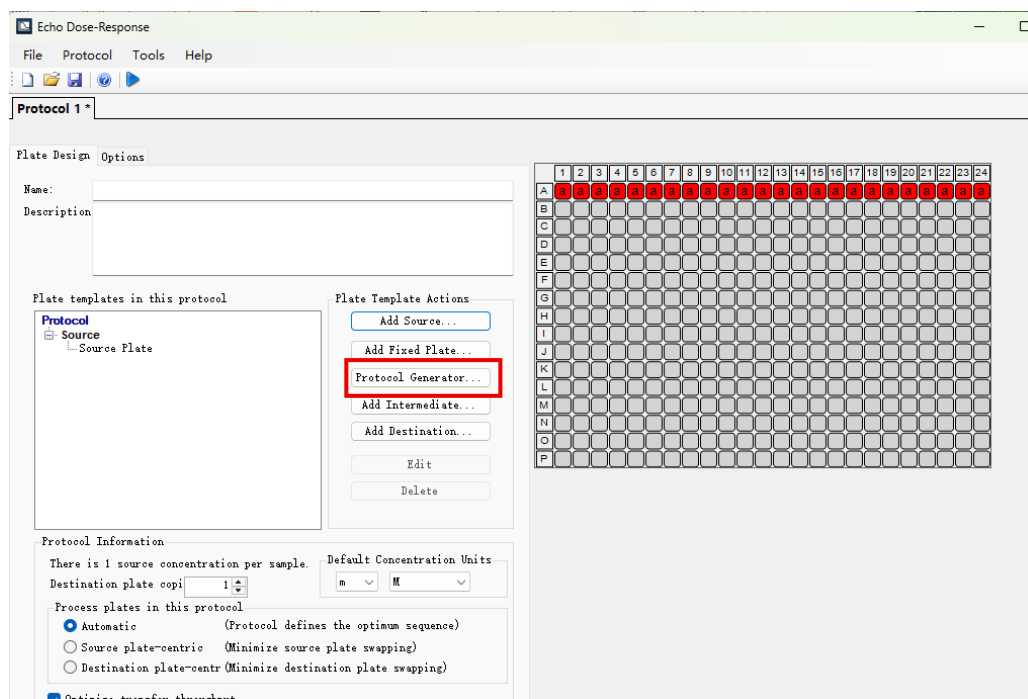 Echo Dose-Response
File Protocol Tools Help
Protocol 1 *
Plate Design Options
Name:
Description
Plate templates in this protocol
Protocol
Source
Source Plate
Plate Template Actions
Add Source...
Add Fixed Plate...
Protocol Generator...
Add Intermediate...
Add Destination...
Edit
Delete
1 2 3 4 5 6 7 8 9 10 11 12 13 14 15 16 17 18 19 20 21 22 23 24
A a a a a a a a a a a a a a a a a a a a a a a a a
B
C
D
E
F
G
H
I
J
K
L
M
N
O
P
Protocol Information
There is 1 source concentration per sample.
Destination plate copi 1
Default Concentration Units
m M
Process plates in this protocol
Automatic (Protocol defines the optimum sequence)
Source plate-centric (Minimize source plate swapping)
Destination plate-centr (Minimize destination plate swapping)
Optimize transfer throughput